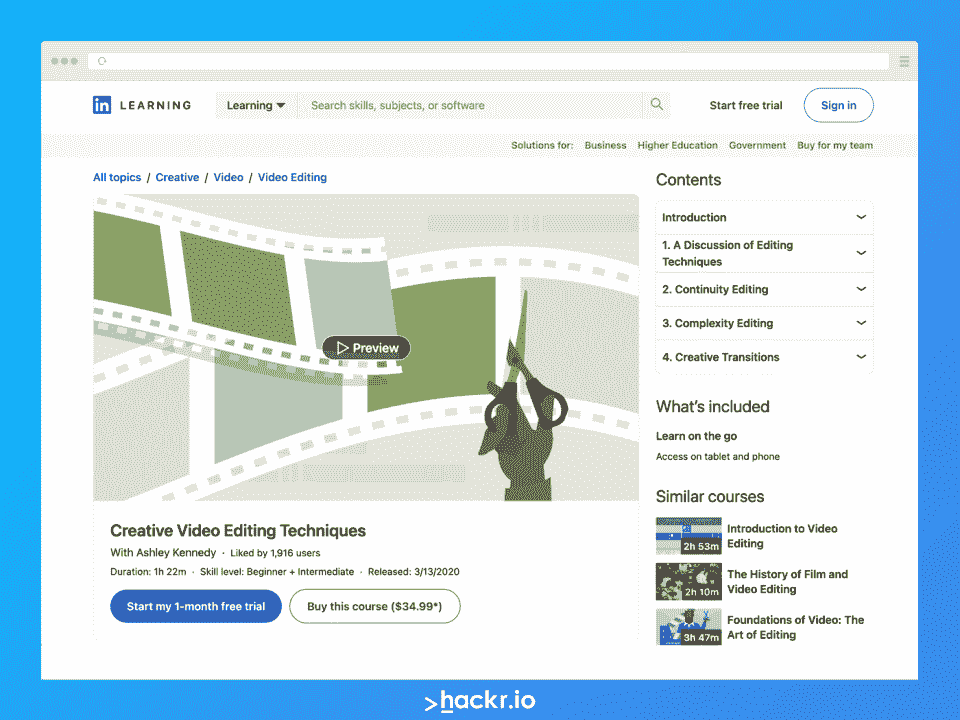 in LEARNING
Learning
Search skills, subjects, or software
Start free trial
Sign in
Solutions for: Business Higher Education Government Buy for my team
All topics / Creative / Video / Video Editing
Preview
Creative Video Editing Techniques
With Ashley Kennedy · Liked by 1,916 users
Duration: 1h 22m · Skill level: Beginner + Intermediate · Released: 3/13/2020
Start my 1-month free trial
Buy this course ($34.99*)
Contents
Introduction
1. A Discussion of Editing
Techniques
2. Continuity Editing
3. Complexity Editing
4. Creative Transitions
What's included
Learn on the go
Access on tablet and phone
Similar courses
2h 53m
Introduction to Video
Editing
2h 10m
The History of Film and
Video Editing
3h 47m
Foundations of Video: The
Art of Editing
>hackr.io